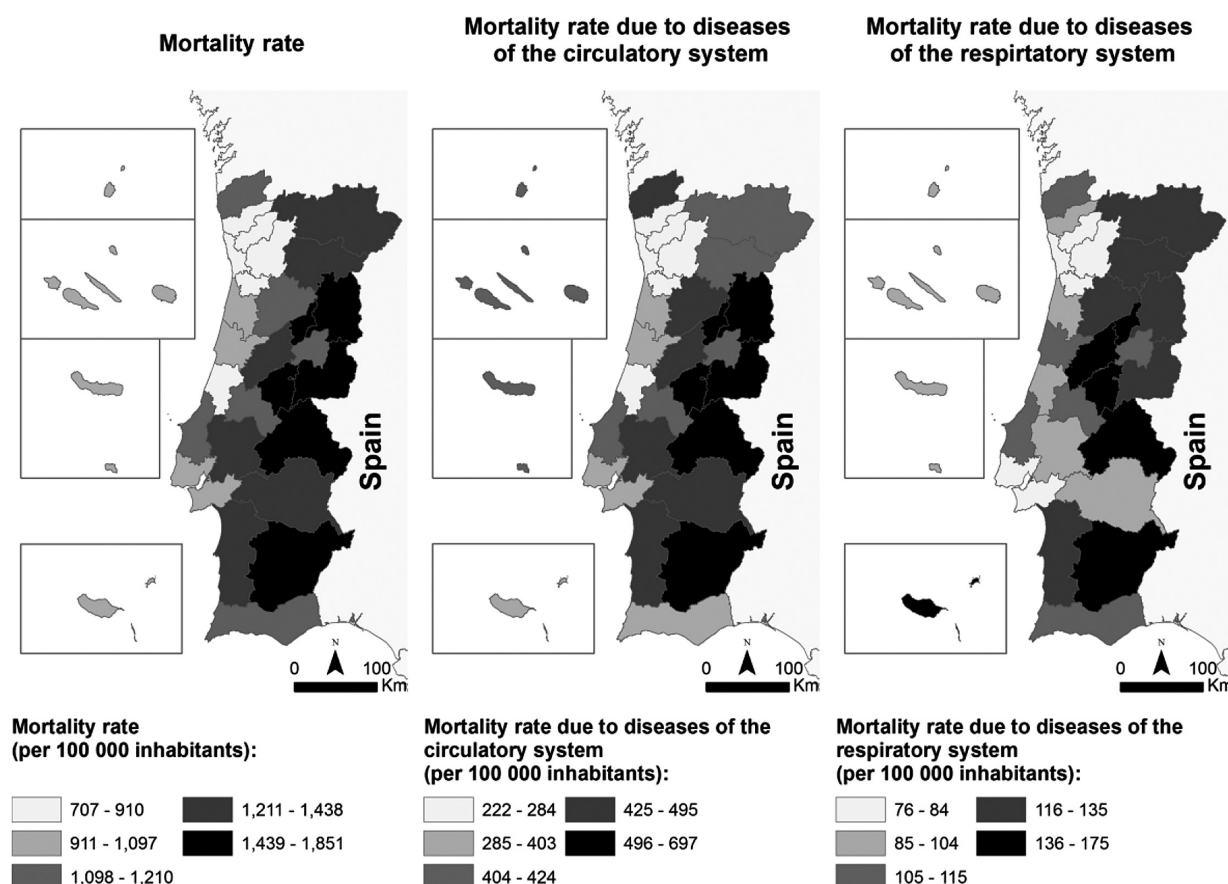 Mortality rate
Mortality rate due to diseases
of the circulatory system
Mortality rate due to diseases
of the respirtatory system
Spain
N
0 100
Km
Spain
N
0 100
Km
Spain
N
0 100
Km
Mortality rate
(per 100 000 inhabitants):
707 - 910
911 - 1,097
1,098 - 1,210
1,211 - 1,438
1,439 - 1,851
Mortality rate due to diseases of the
circulatory system
(per 100 000 inhabitants):
222 - 284
285 - 403
404 - 424
425 - 495
496 - 697
Mortality rate due to diseases of the
respiratory system
(per 100 000 inhabitants):
76 - 84
85 - 104
105 - 115
116 - 135
136 - 175